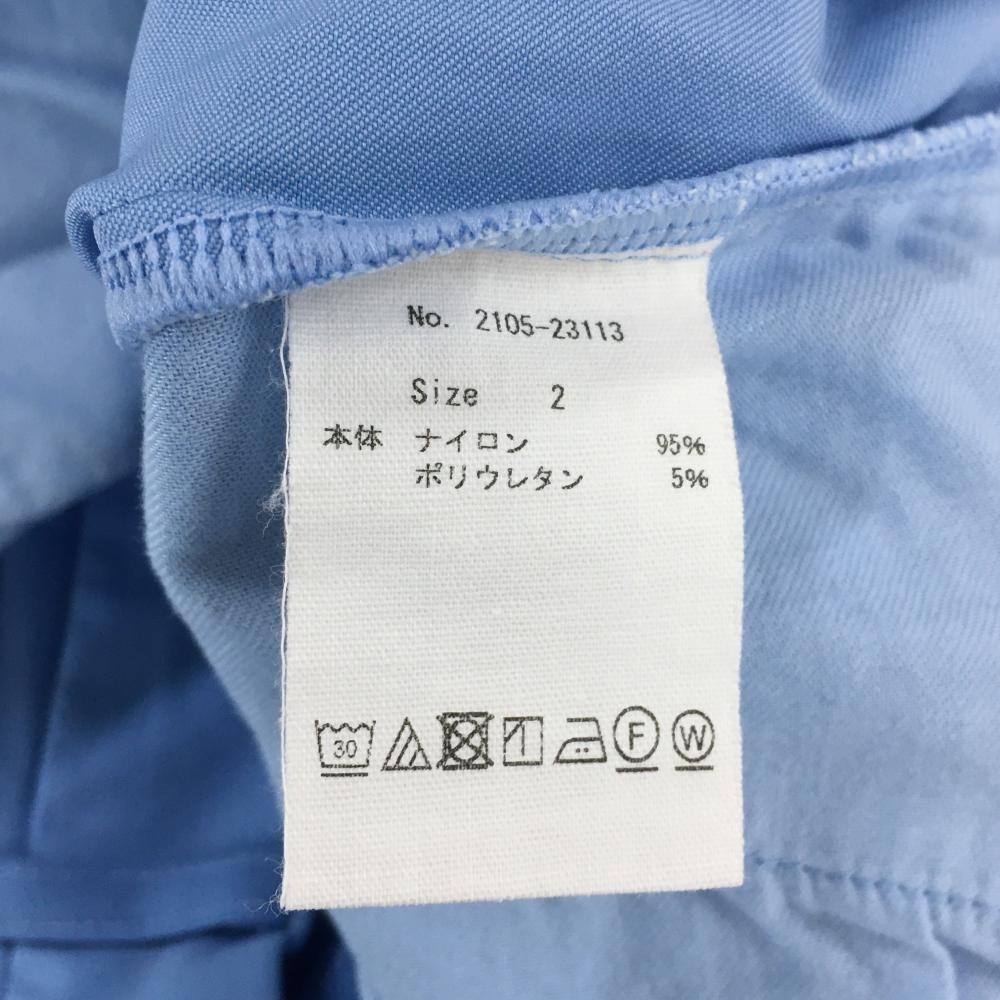 No. 2105-23113
Size 2
本体 ナイロン 95%
ポリウレタン 5%
30 F W